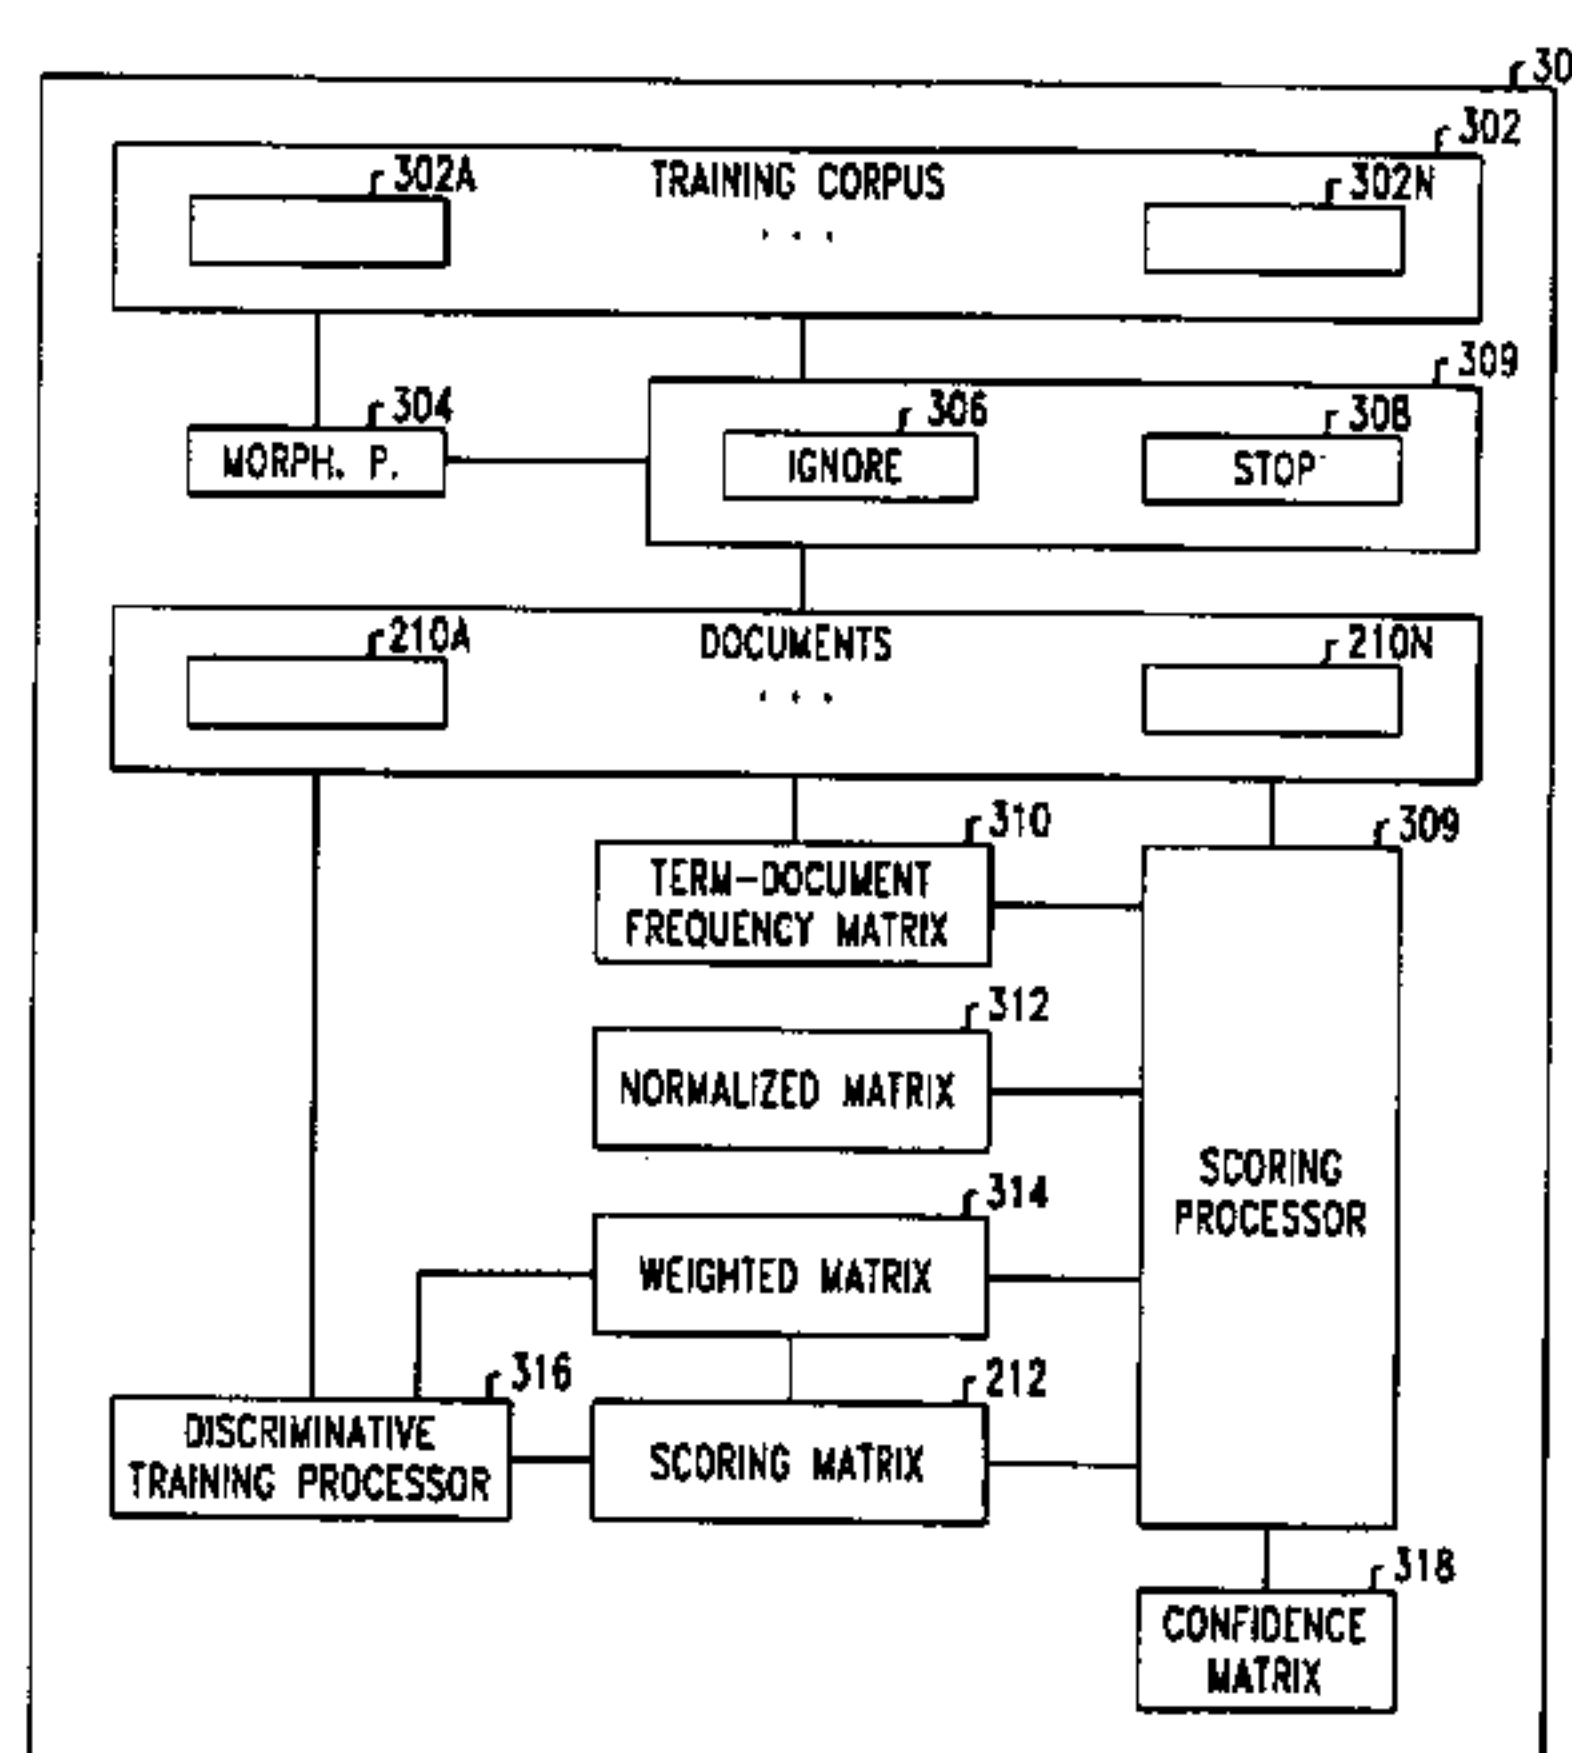 30
302
302A
TRAINING CORPUS
302N
. . .
309
304
306
308
MORPH. P.
IGNORE
STOP
210A
DOCUMENTS
210N
. . .
310
309
TERM-DOCUMENT
FREQUENCY MATRIX
312
NORMALIZED MATRIX
SCORING
PROCESSOR
314
WEIGHTED MATRIX
316
212
DISCRIMINATIVE
TRAINING PROCESSOR
SCORING MATRIX
318
CONFIDENCE
MATRIX